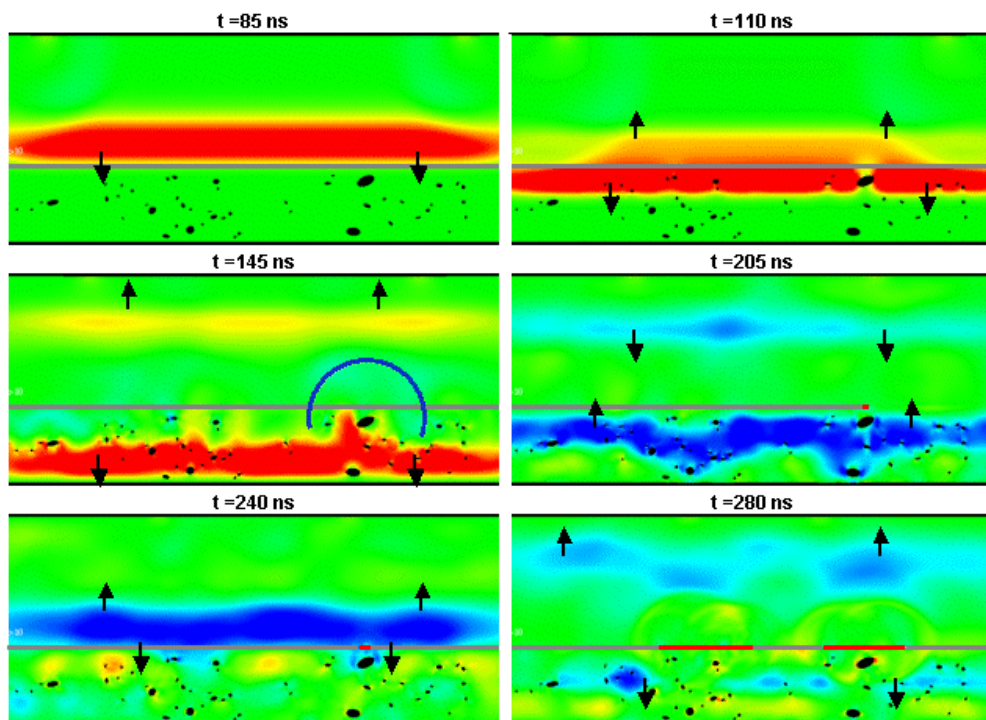 t =85 ns
t =110 ns
t =145 ns
t =205 ns
t =240 ns
t =280 ns